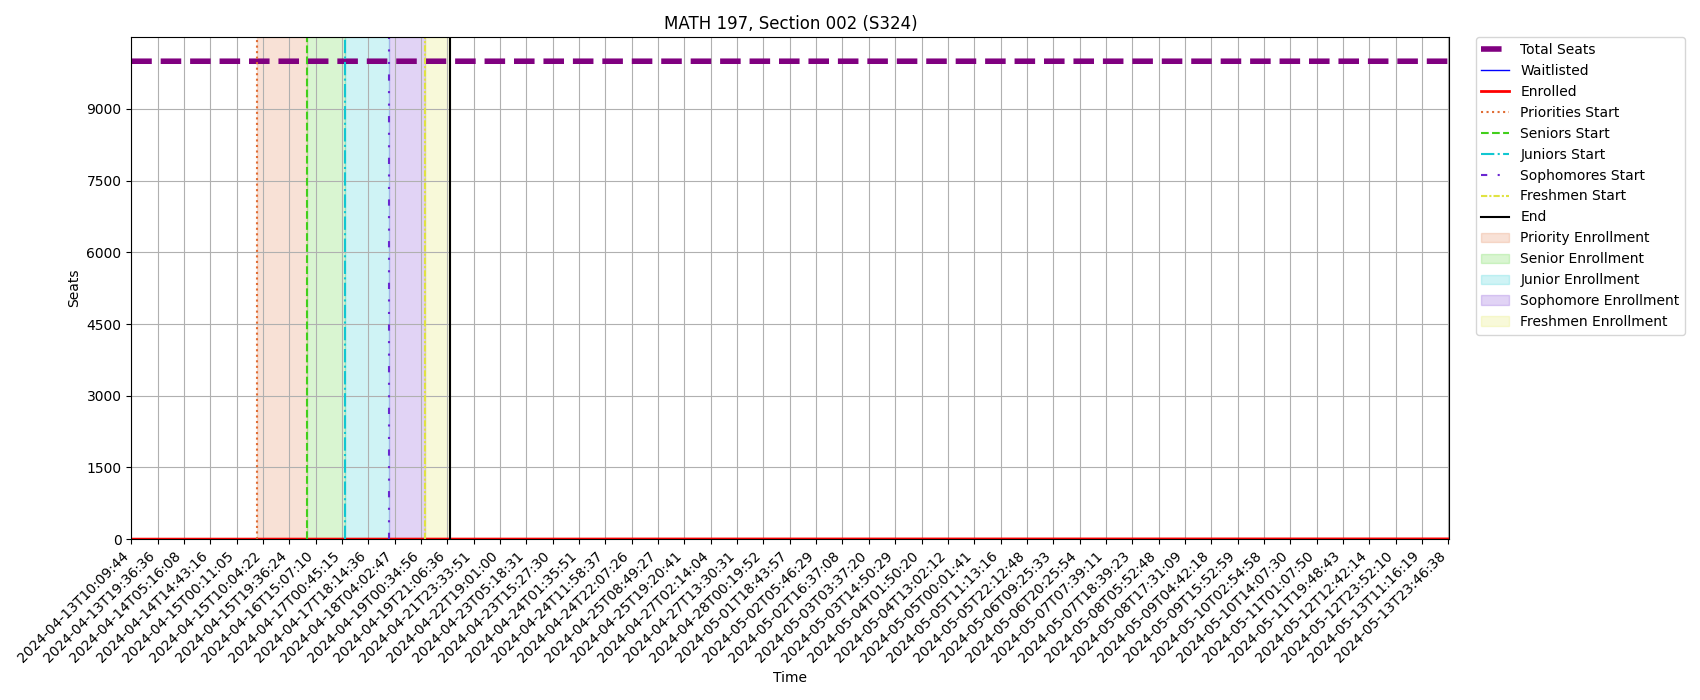 MATH 197, Section 002 (S324)
Total Seats
Waitlisted
Enrolled
Priorities Start
Seniors Start
Juniors Start
Sophomores Start
Freshmen Start
End
Priority Enrollment
Senior Enrollment
Junior Enrollment
Sophomore Enrollment
Freshmen Enrollment
Seats
9000
7500
6000
4500
3000
1500
0
2024-04-13T10:09:44
2024-04-13T19:36:36
2024-04-14T05:16:08
2024-04-14T14:43:16
2024-04-15T00:11:05
2024-04-15T10:04:22
2024-04-15T19:36:24
2024-04-16T15:07:10
2024-04-17T00:45:15
2024-04-17T18:14:36
2024-04-18T04:02:47
2024-04-19T00:34:56
2024-04-19T21:06:36
2024-04-21T23:33:51
2024-04-22T19:01:00
2024-04-23T05:18:31
2024-04-23T15:27:30
2024-04-24T01:35:51
2024-04-24T11:58:37
2024-04-24T22:07:26
2024-04-25T08:49:27
2024-04-25T19:20:41
2024-04-27T02:14:04
2024-04-27T13:30:31
2024-04-28T00:19:52
2024-05-01T18:43:57
2024-05-02T05:46:29
2024-05-02T16:37:08
2024-05-03T03:37:20
2024-05-03T14:50:29
2024-05-04T01:50:20
2024-05-04T13:02:12
2024-05-05T00:01:41
2024-05-05T11:13:16
2024-05-05T22:12:48
2024-05-06T09:25:33
2024-05-06T20:25:54
2024-05-07T07:39:11
2024-05-07T18:39:23
2024-05-08T05:52:48
2024-05-08T17:31:09
2024-05-09T04:42:18
2024-05-09T15:52:59
2024-05-10T02:54:58
2024-05-10T14:07:30
2024-05-11T01:07:50
2024-05-11T19:48:43
2024-05-12T12:42:14
2024-05-12T23:52:10
2024-05-13T11:16:19
2024-05-13T23:46:38
Time